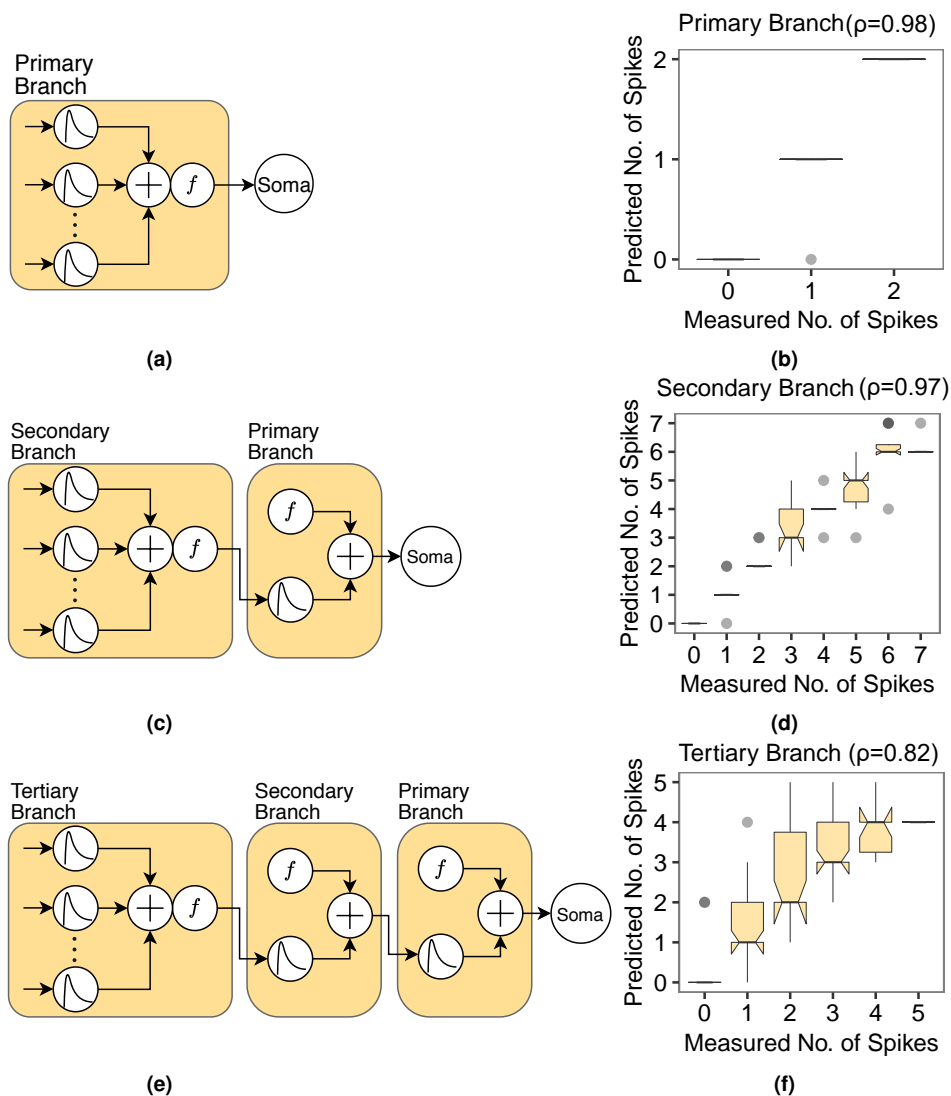 Primary
Branch
f
Soma
(a)
Primary Branch (ρ=0.98)
Predicted No. of Spikes
2
1
0
0 1 2
Measured No. of Spikes
(b)
Secondary
Branch
Primary
Branch
f
f
Soma
(c)
Secondary Branch (ρ=0.97)
Predicted No. of Spikes
7
6
5
4
3
2
1
0
0 1 2 3 4 5 6 7
Measured No. of Spikes
(d)
Tertiary
Branch
Secondary
Branch
Primary
Branch
f
f
f
Soma
(e)
Tertiary Branch (ρ=0.82)
Predicted No. of Spikes
5
4
3
2
1
0
0 1 2 3 4 5
Measured No. of Spikes
(f)